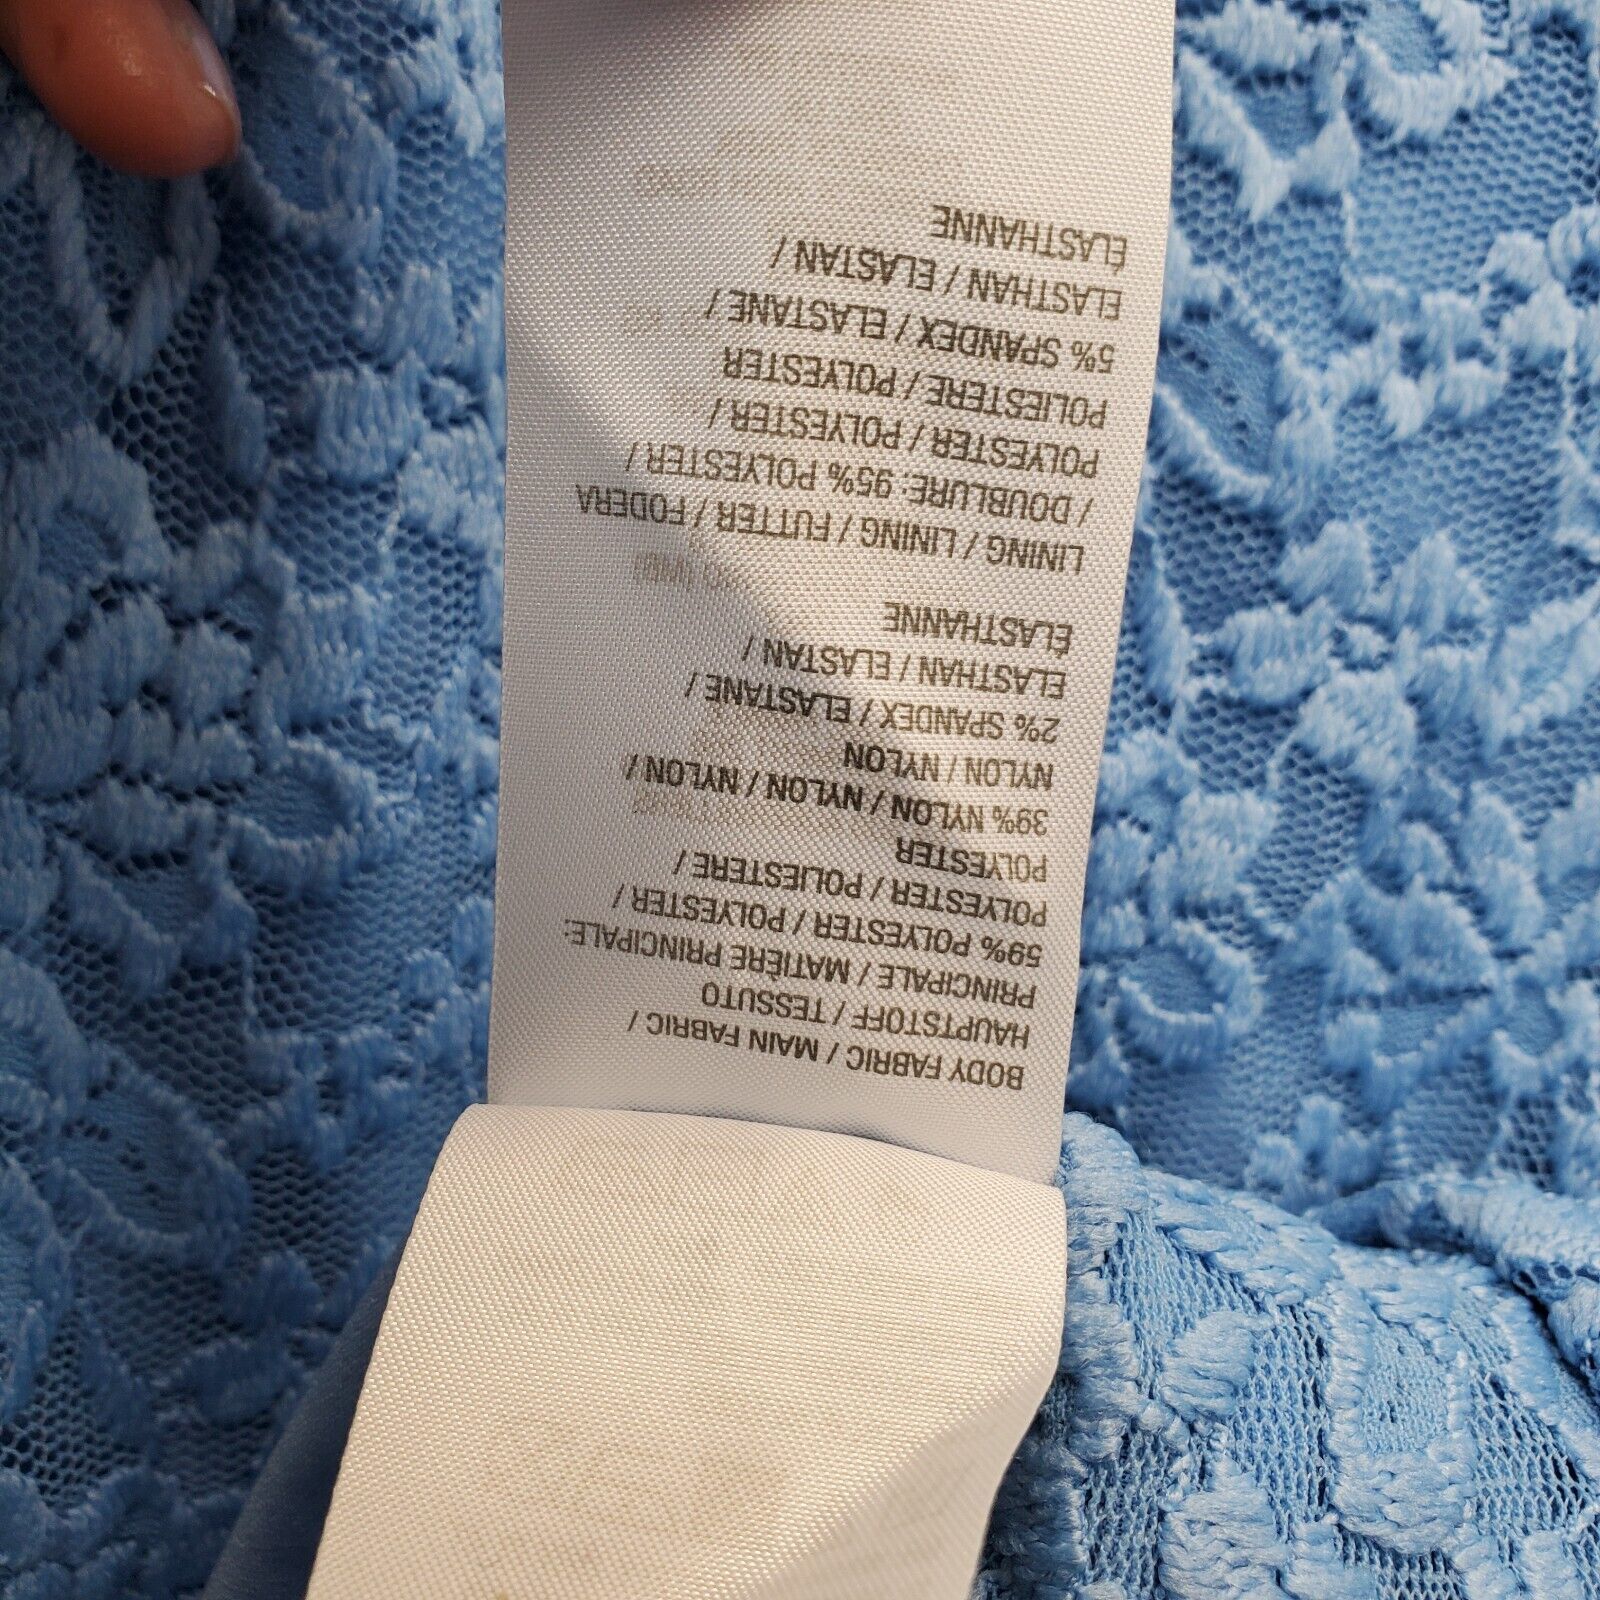 BODY FABRIC / MAIN FABRIC /
HAUPTSTOFF / TESSUTO
PRINCIPALE / MATIÈRE PRINCIPALE:
59% POLYESTER / POLYESTER /
POLYESTER / POLIESTERE /
POLYESTER
39% NYLON / NYLON / NYLON /
NYLON / NYLON
2% SPANDEX / ELASTANE /
ELASTHAN / ELASTAN /
ÉLASTHANNE
LINING / LINING / FUTTER / FODERA
/ DOUBLURE: 95% POLYESTER /
POLYESTER / POLYESTER /
POLIESTERE / POLYESTER
5% SPANDEX / ELASTANE /
ELASTHAN / ELASTAN /
ÉLASTHANNE